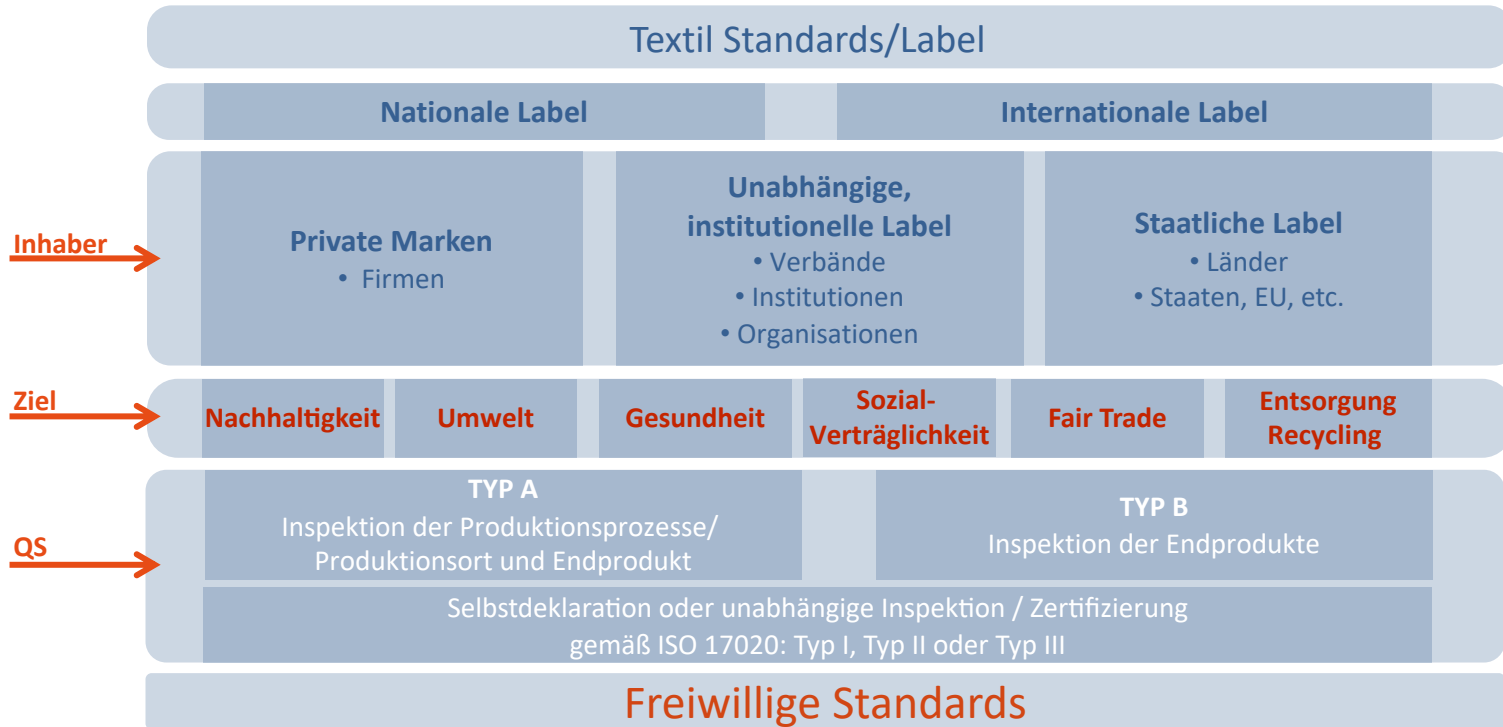 Textil Standards/Label
Nationale Label
Internationale Label
Inhaber
Private Marken
• Firmen
Unabhängige,
institutionelle Label
• Verbände
• Institutionen
• Organisationen
Staatliche Label
• Länder
• Staaten, EU, etc.
Ziel
Nachhaltigkeit
Umwelt
Gesundheit
Sozial-
Verträglichkeit
Fair Trade
Entsorgung
Recycling
QS
TYP A
Inspektion der Produktionsprozesse/
Produktionsort und Endprodukt
TYP B
Inspektion der Endprodukte
Selbstdeklaration oder unabhängige Inspektion / Zertifizierung
gemäß ISO 17020: Typ I, Typ II oder Typ III
Freiwillige Standards